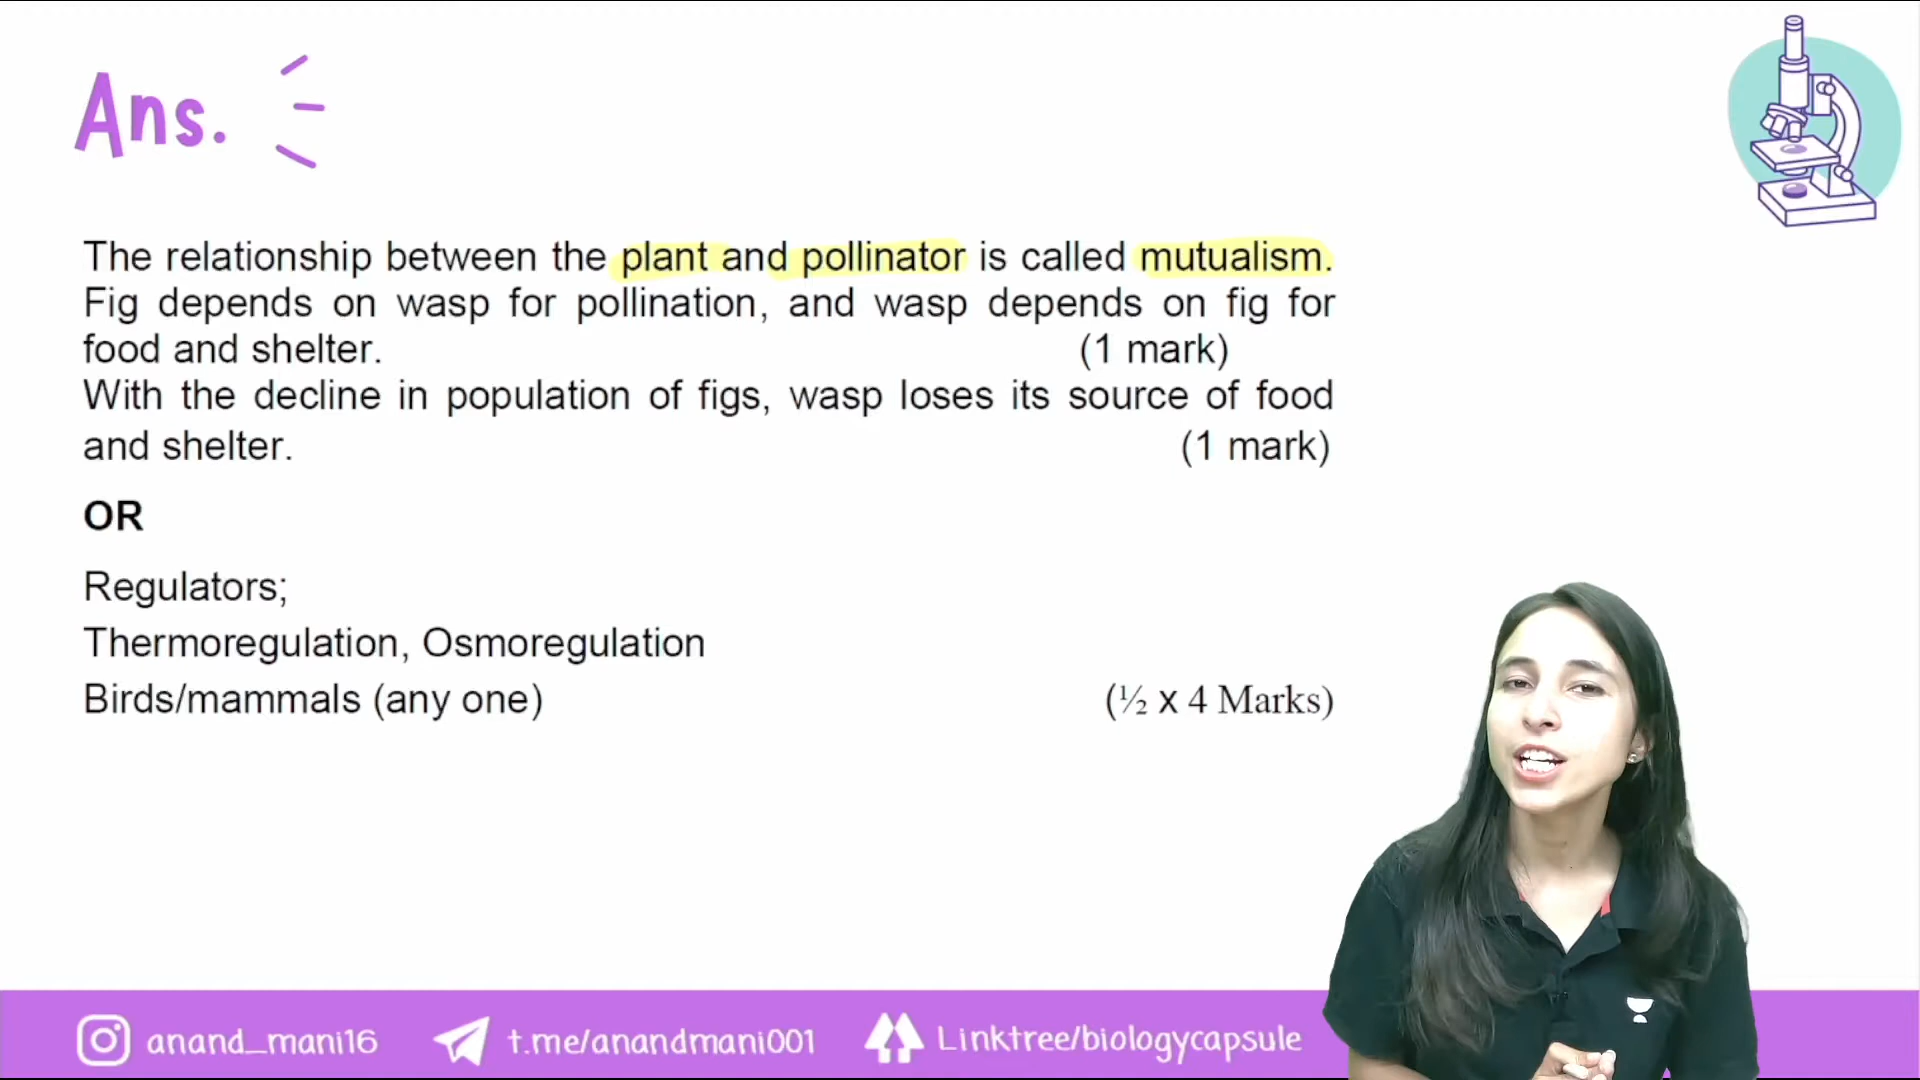 Ans.
The relationship between the plant and pollinator is called mutualism.
Fig depends on wasp for pollination, and wasp depends on fig for
food and shelter. (1 mark)
With the decline in population of figs, wasp loses its source of food
and shelter. (1 mark)
OR
Regulators;
Thermoregulation, Osmoregulation
Birds/mammals (any one) (½ x 4 Marks)
anand_mani16 t.me/anandmani001 Linktree/biologycapsule